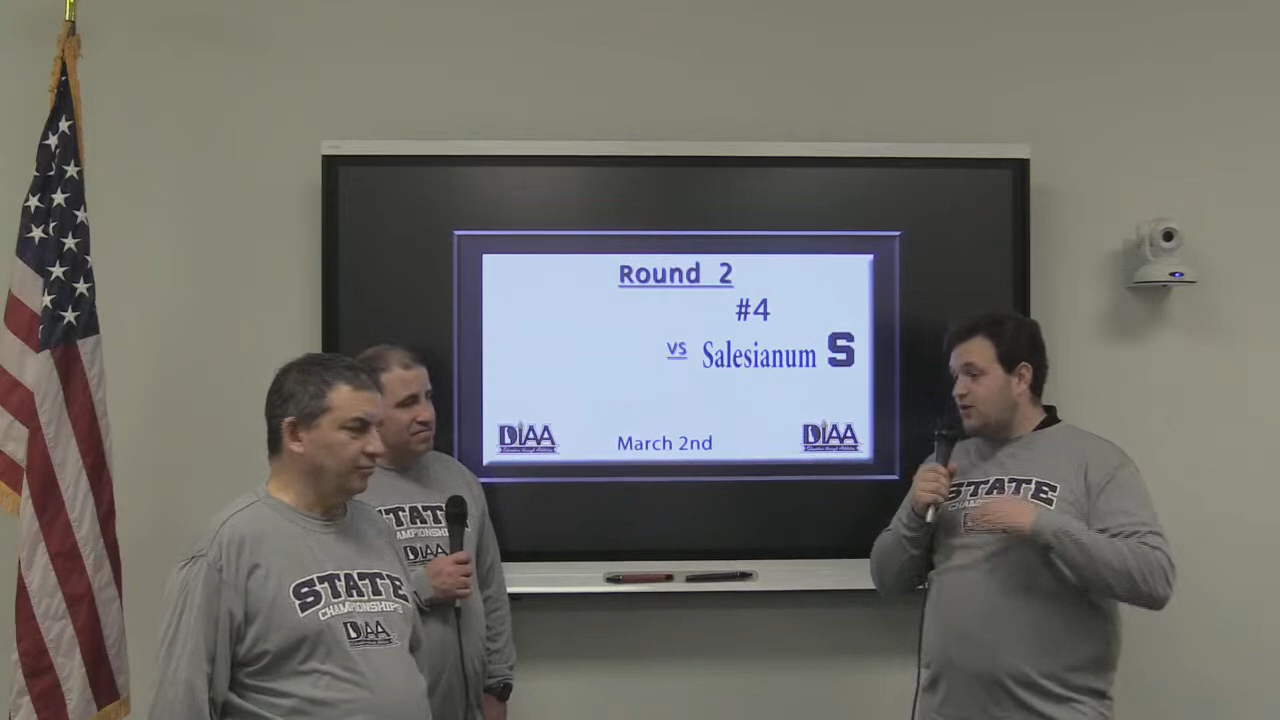 Round 2
#4
vs Salesianum S
DIAA
March 2nd
DIAA
STATE
CHAMPIONSHIPS
DIAA
STATE
CHAMPIONSHIPS
DIAA
STATE